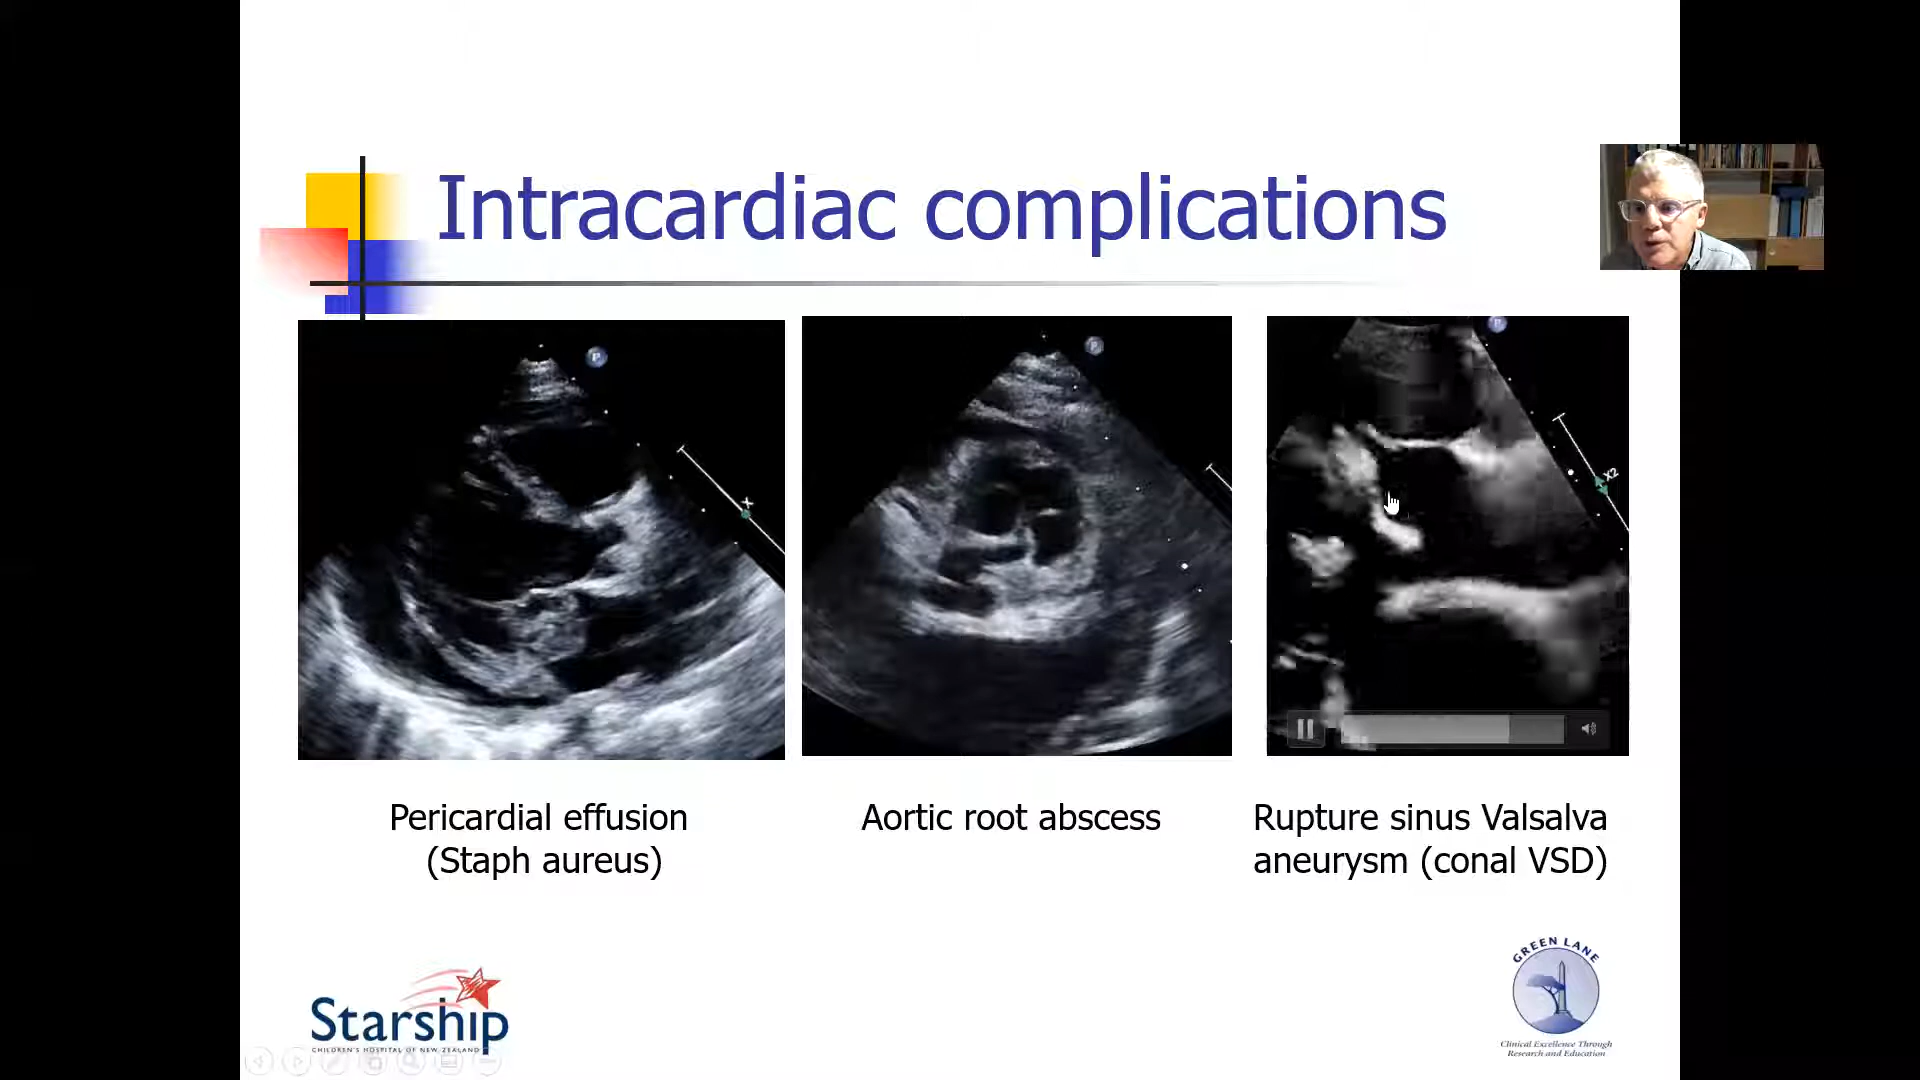 Intracardiac complications
P
X
P
X2
Pericardial effusion
(Staph aureus)
Aortic root abscess
Rupture sinus Valsalva
aneurysm (conal VSD)
Starship
CHILDREN'S HOSPITAL OF NEW ZEALAND
GREEN LANE
Clinical Excellence Through
Research and Education